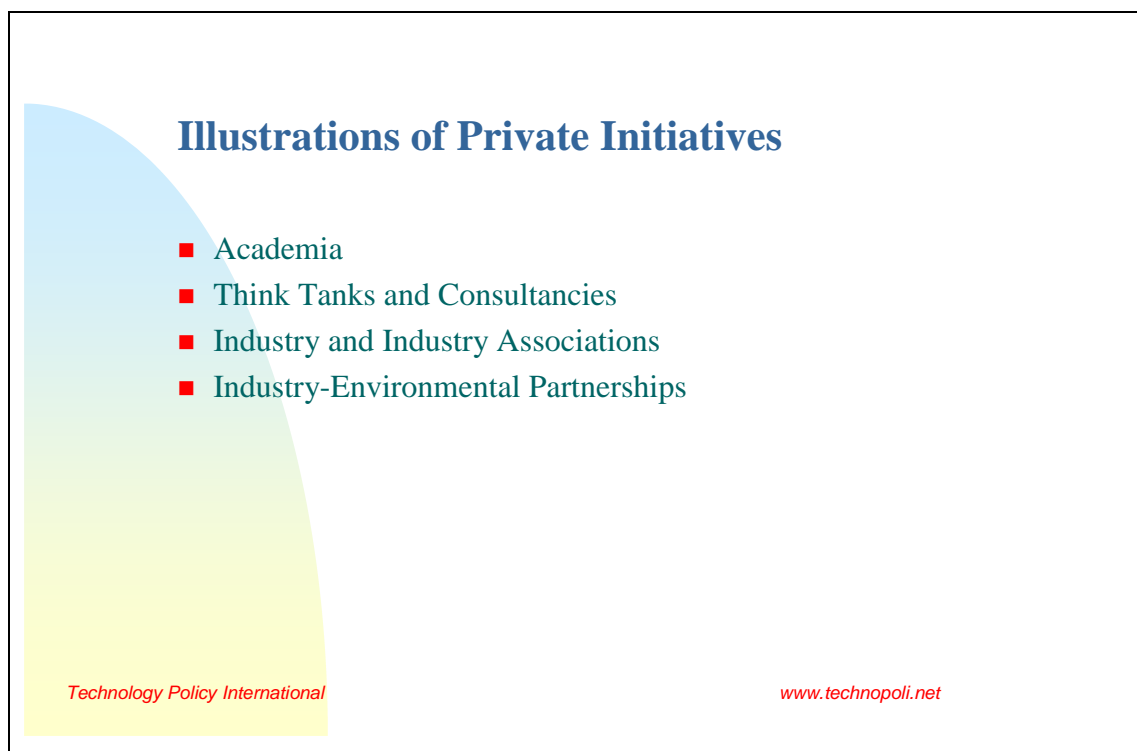 Illustrations of Private Initiatives
Academia
Think Tanks and Consultancies
Industry and Industry Associations
Industry-Environmental Partnerships
Technology Policy International
www.technopoli.net